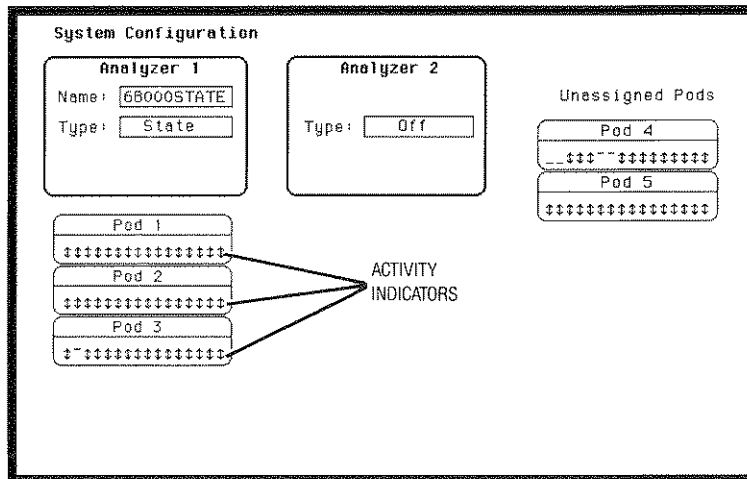 System Configuration
Analyzer 1
Name: 68000STATE
Type: State
Analyzer 2
Type: Off
Unassigned Pods
Pod 4
__↕↕↕‾‾↕↕↕↕↕↕↕↕↕
Pod 5
↕↕↕↕↕↕↕↕↕↕↕↕↕↕↕↕
Pod 1
↕↕↕↕↕↕↕↕↕↕↕↕↕↕↕↕
Pod 2
↕↕↕↕↕↕↕↕↕↕↕↕↕↕↕↕
Pod 3
↕‾↕↕↕↕↕↕↕↕↕↕↕↕↕↕
ACTIVITY
INDICATORS